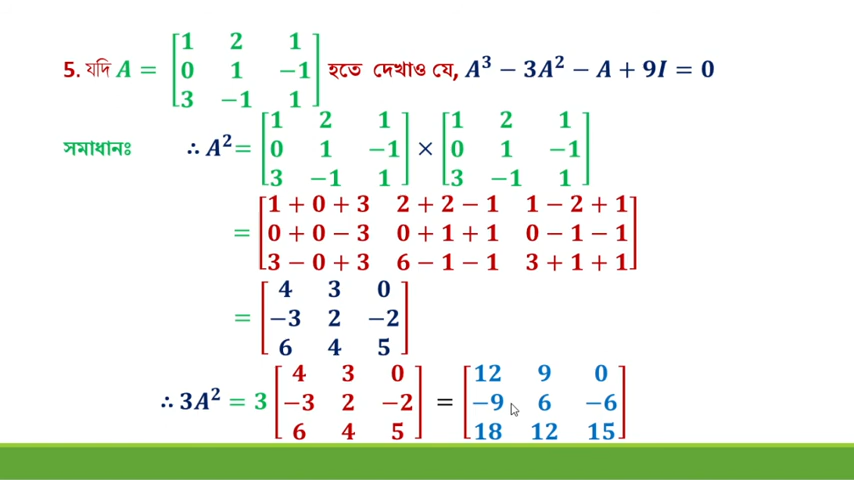 5. যদি A = [1 2 1; 0 1 −1; 3 −1 1] হতে দেখাও যে, A³ − 3A² − A + 9I = 0
সমাধানঃ ∴ A² = [1 2 1; 0 1 −1; 3 −1 1] × [1 2 1; 0 1 −1; 3 −1 1]
= [1 + 0 + 3 2 + 2 − 1 1 − 2 + 1; 0 + 0 − 3 0 + 1 + 1 0 − 1 − 1; 3 − 0 + 3 6 − 1 − 1 3 + 1 + 1]
= [4 3 0; −3 2 −2; 6 4 5]
∴ 3A² = 3 [4 3 0; −3 2 −2; 6 4 5] = [12 9 0; −9 6 −6; 18 12 15]